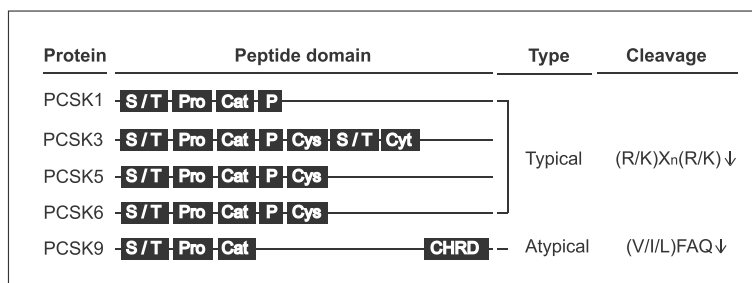 Protein Peptide domain Type Cleavage
PCSK1 S / T Pro Cat P
PCSK3 S / T Pro Cat P Cys S / T Cyt
Typical (R/K)Xn(R/K)↓
PCSK5 S / T Pro Cat P Cys
PCSK6 S / T Pro Cat P Cys
PCSK9 S / T Pro Cat CHRD Atypical (V/I/L)FAQ↓